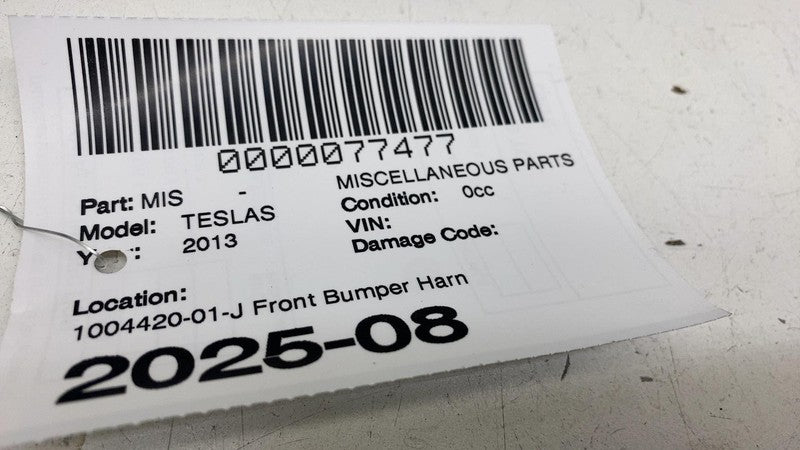 0000077477
Part: MIS - MISCELLANEOUS PARTS
Model: TESLAS Condition: 0cc
2013 VIN:
Damage Code:
Location:
1004420-01-J Front Bumper Harn
2025-08